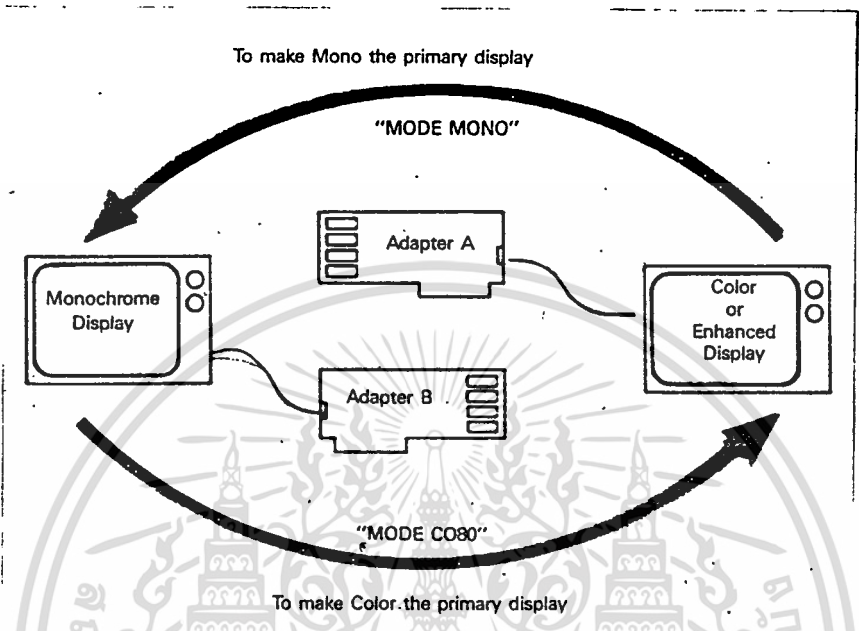 To make Mono the primary display
"MODE MONO"
Adapter A
Monochrome
Display
Color
or
Enhanced
Display
Adapter B
"MODE CO80"
To make Color the primary display